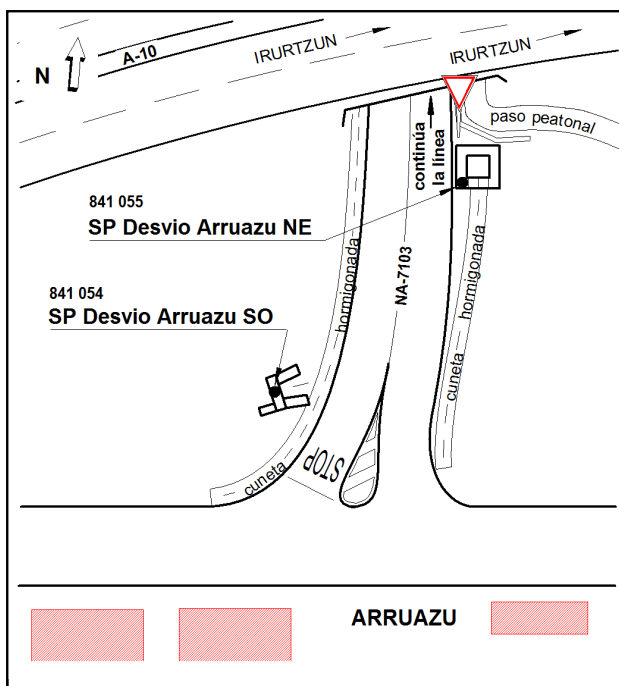 IRURTZUN
IRURTZUN
A-10
N
paso peatonal
continúa
la línea
841 055
SP Desvio Arruazu NE
hormigonada
hormigonada
NA-7103
841 054
SP Desvio Arruazu SO
cuneta
cuneta
STOP
ARRUAZU